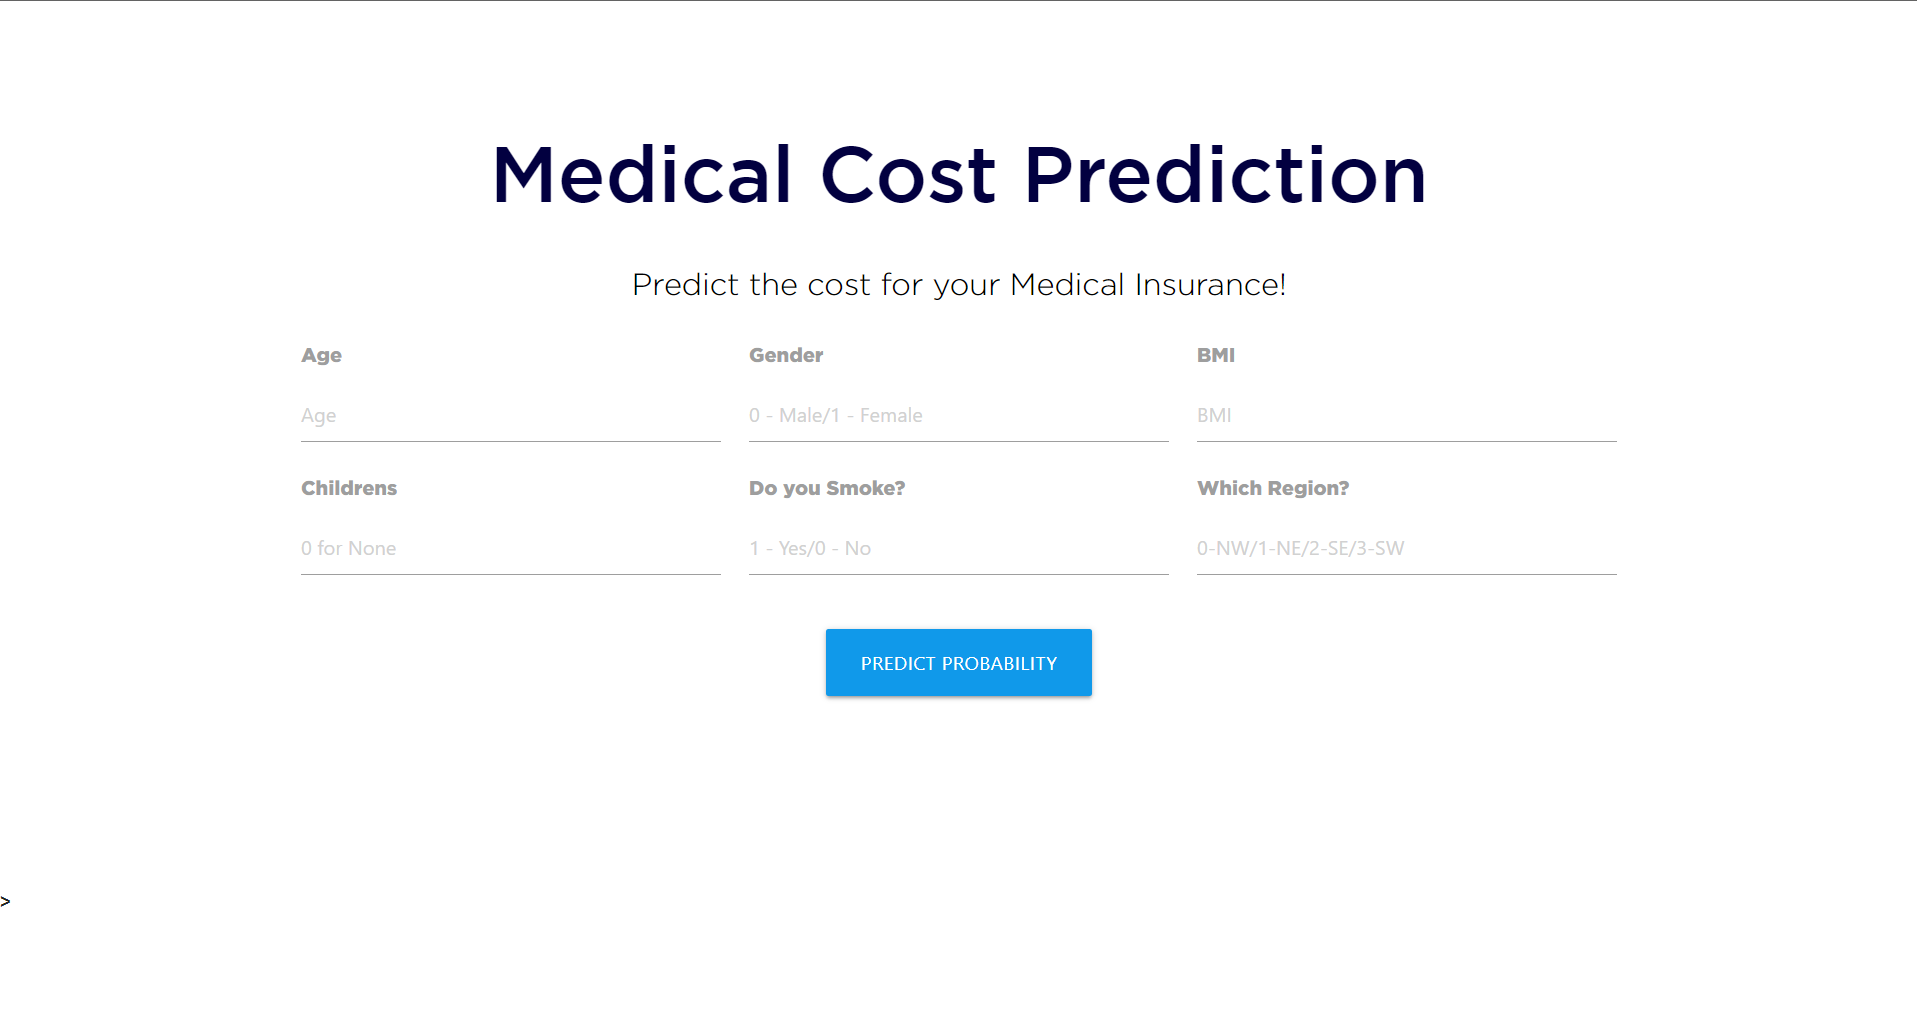 Medical Cost Prediction
Predict the cost for your Medical Insurance!
Age Gender BMI
Age 0 - Male/1 - Female BMI
Childrens Do you Smoke? Which Region?
0 for None 1 - Yes/0 - No 0-NW/1-NE/2-SE/3-SW
PREDICT PROBABILITY
>